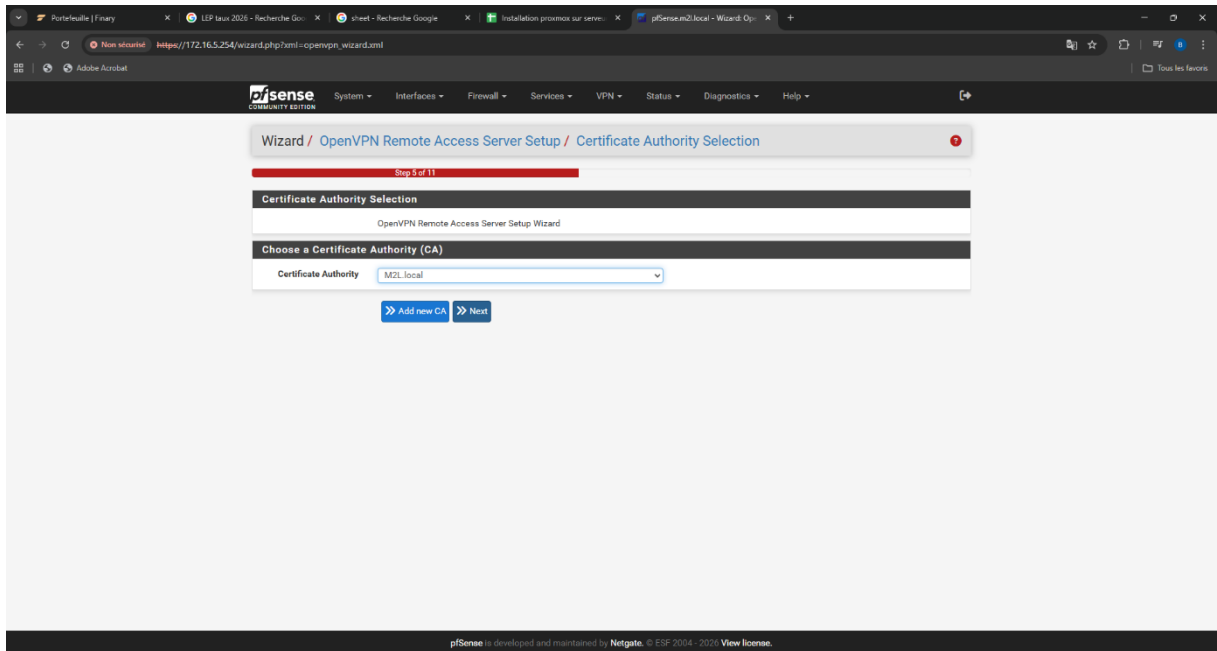 Portefeuille | Finary
LEP taux 2026 - Recherche Goo
sheet - Recherche Google
Installation proxmox sur serveu
pfSense.m2l.local - Wizard: Ope
Non sécurisé https://172.16.5.254/wizard.php?xml=openvpn_wizard.xml
B
Adobe Acrobat
Tous les favoris
pfsense
COMMUNITY EDITION
System Interfaces Firewall Services VPN Status Diagnostics Help
Wizard / OpenVPN Remote Access Server Setup / Certificate Authority Selection
Step 5 of 11
Certificate Authority Selection
OpenVPN Remote Access Server Setup Wizard
Choose a Certificate Authority (CA)
Certificate Authority M2L.local
Add new CA Next
pfSense is developed and maintained by Netgate. © ESF 2004 - 2026 View license.